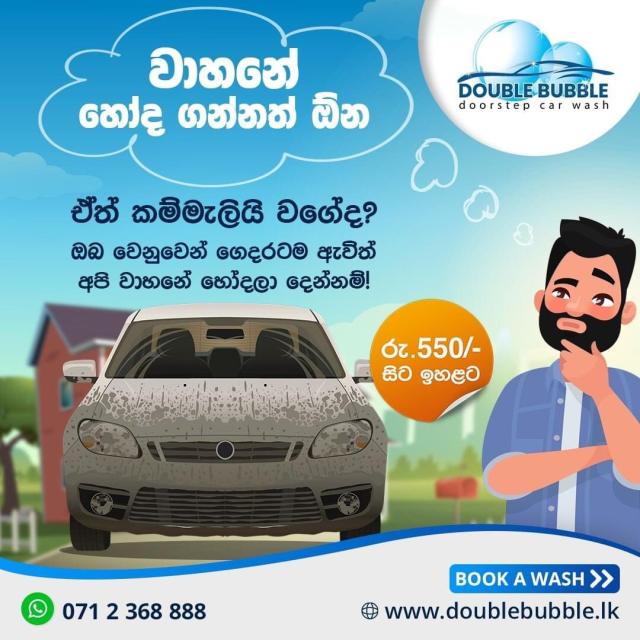 වාහනේ
හෝද ගන්නත් ඕන
DOUBLE BUBBLE
doorstep car wash
ඒත් කම්මැලියි වගේද?
ඔබ වෙනුවෙන් ගෙදරටම ඇවිත්
අපි වාහනේ හෝදලා දෙන්නම්!
රු.550/-
සිට ඉහළට
BOOK A WASH
071 2 368 888
www.doublebubble.lk